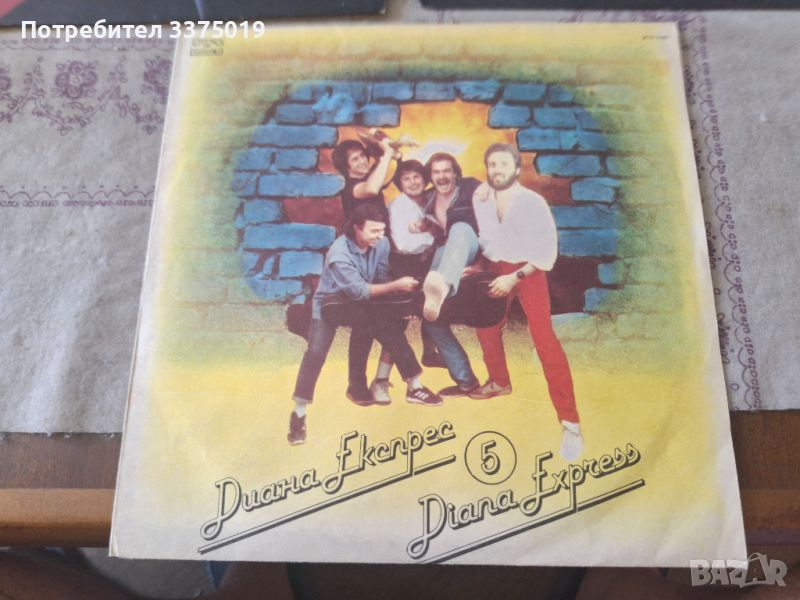 Потребител 3375019
Диана Експрес
5
Diana Express
BAZAR